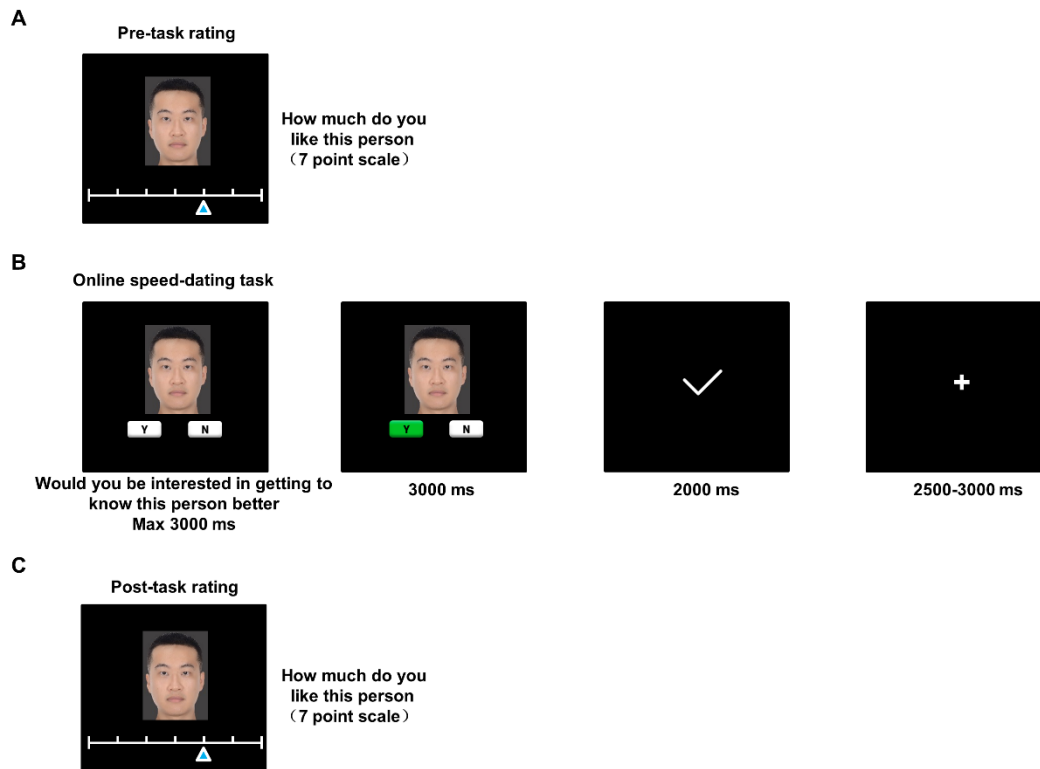 A
Pre-task rating
How much do you
like this person
（7 point scale）
B
Online speed-dating task
Y
N
Y
N
Would you be interested in getting to
know this person better
Max 3000 ms
3000 ms
2000 ms
2500-3000 ms
C
Post-task rating
How much do you
like this person
（7 point scale）